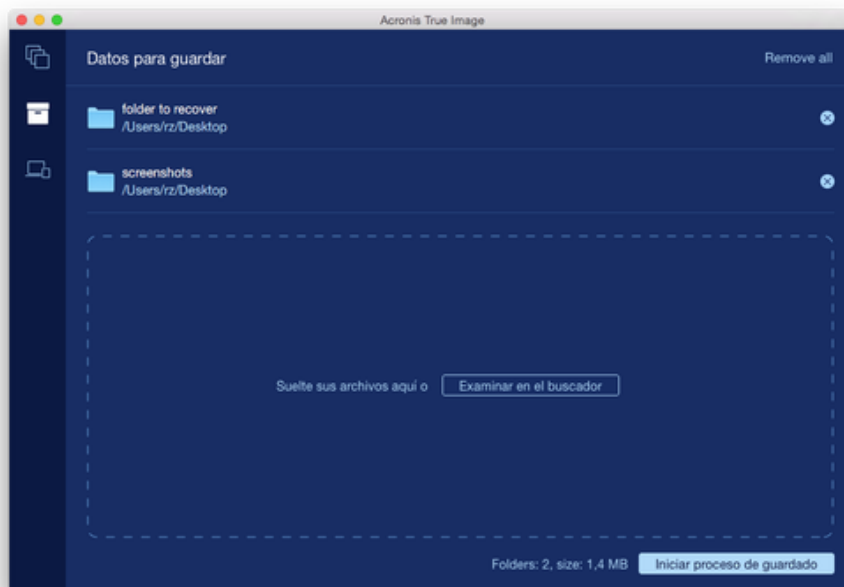 Acronis True Image
Datos para guardar
Remove all
folder to recover
/Users/rz/Desktop
screenshots
/Users/rz/Desktop
Suelte sus archivos aquí o
Examinar en el buscador
Folders: 2, size: 1,4 MB
Iniciar proceso de guardado